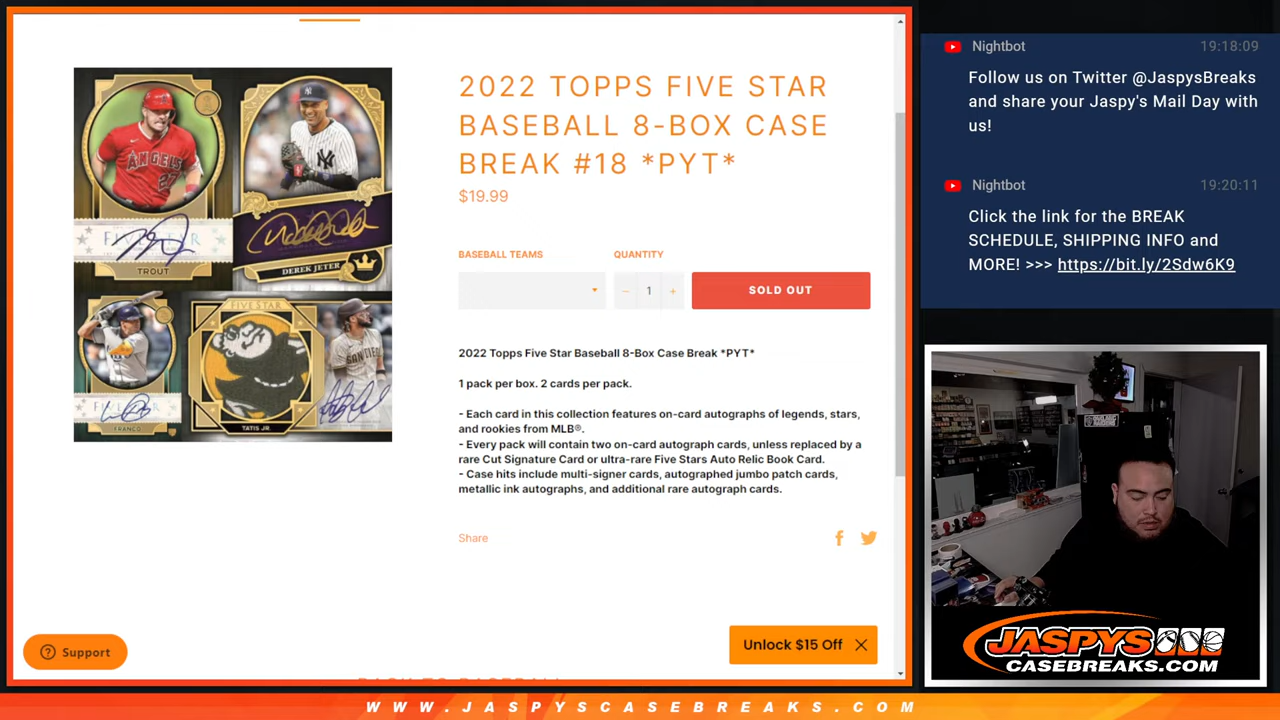 2022 TOPPS FIVE STAR
BASEBALL 8-BOX CASE
BREAK #18 *PYT*
$19.99
BASEBALL TEAMS
QUANTITY
1
SOLD OUT
2022 Topps Five Star Baseball 8-Box Case Break *PYT*
1 pack per box. 2 cards per pack.
- Each card in this collection features on-card autographs of legends, stars,
and rookies from MLB®.
- Every pack will contain two on-card autograph cards, unless replaced by a
rare Cut Signature Card or ultra-rare Five Stars Auto Relic Book Card.
- Case hits include multi-signer cards, autographed jumbo patch cards,
metallic ink autographs, and additional rare autograph cards.
Share
Support
Unlock $15 Off
ANGELS
27
TROUT
DEREK JETER
FRANCO
FIVE STAR
TATIS JR.
SAN DIEGO
Nightbot
19:18:09
Follow us on Twitter @JaspysBreaks
and share your Jaspy's Mail Day with
us!
Nightbot
19:20:11
Click the link for the BREAK
SCHEDULE, SHIPPING INFO and
MORE! >>> https://bit.ly/2Sdw6K9
JASPYS
CASEBREAKS.COM
WWW.JASPYSCASEBREAKS.COM